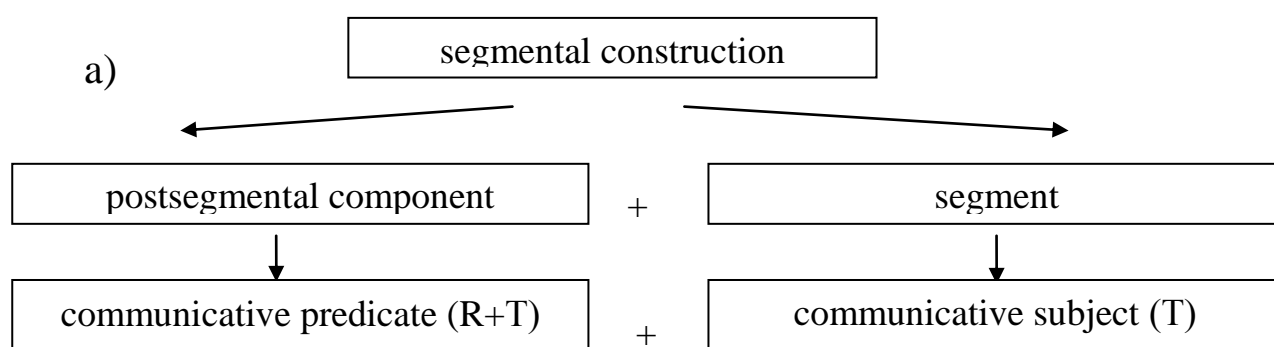 a)
segmental construction
postsegmental component + segment
communicative predicate (R+T) + communicative subject (T)